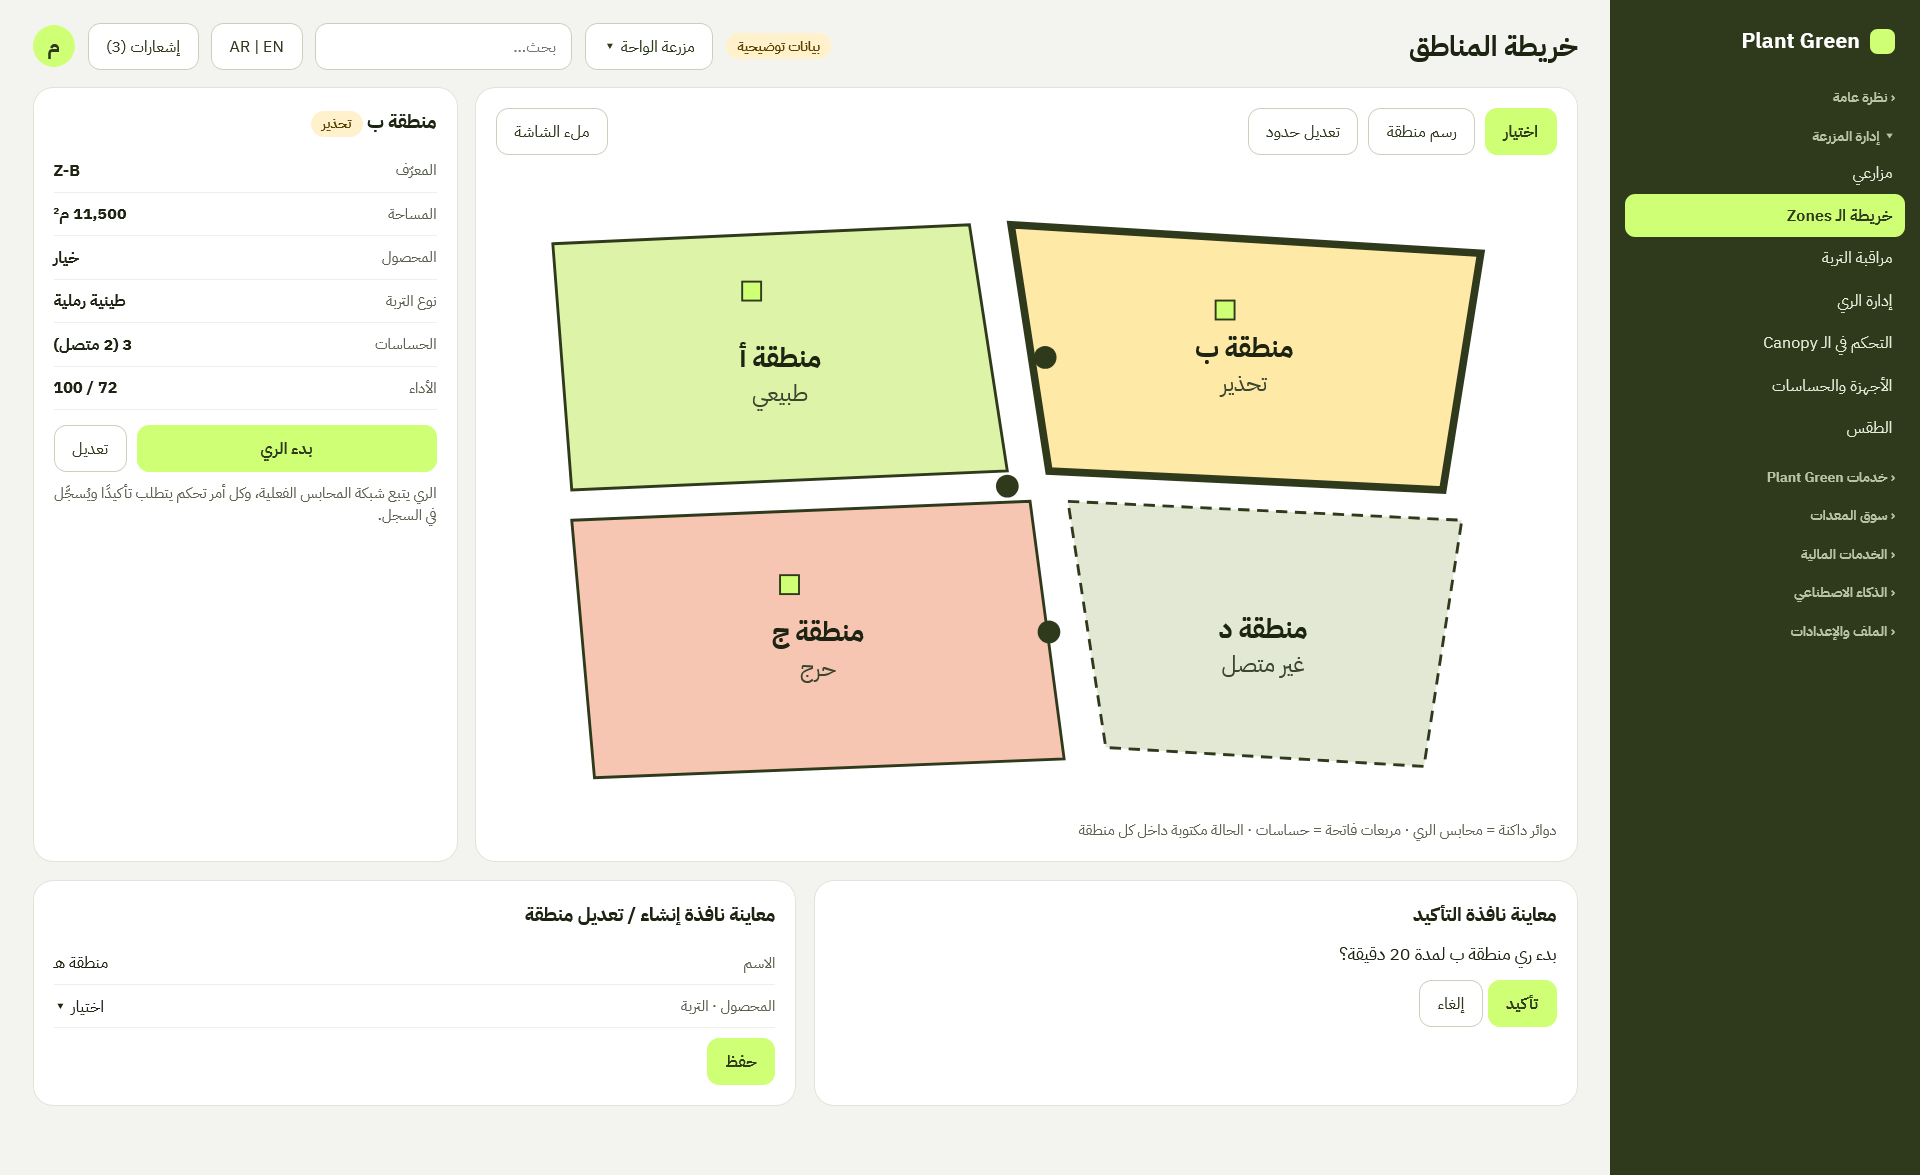 Plant Green
‹ نظرة عامة
▾ إدارة المزرعة
مزارعي
خريطة الـ Zones
مراقبة التربة
إدارة الري
التحكم في الـ Canopy
الأجهزة والحساسات
الطقس
‹ خدمات Plant Green
‹ سوق المعدات
‹ الخدمات المالية
‹ الذكاء الاصطناعي
‹ الملف والإعدادات
خريطة المناطق
بيانات توضيحية
مزرعة الواحة ▾
بحث...
AR | EN
إشعارات (3)
م
اختيار
رسم منطقة
تعديل حدود
ملء الشاشة
منطقة ب
تحذير
منطقة أ
طبيعي
منطقة د
غير متصل
منطقة ج
حرج
دوائر داكنة = محابس الري · مربعات فاتحة = حساسات · الحالة مكتوبة داخل كل منطقة
منطقة ب تحذير
المعرّف Z-B
المساحة 11,500 م²
المحصول خيار
نوع التربة طينية رملية
الحساسات 3 (2 متصل)
الأداء 72 / 100
بدء الري
تعديل
الري يتبع شبكة المحابس الفعلية، وكل أمر تحكم يتطلب تأكيدًا ويُسجَّل
في السجل.
معاينة نافذة التأكيد
بدء ري منطقة ب لمدة 20 دقيقة؟
تأكيد
إلغاء
معاينة نافذة إنشاء / تعديل منطقة
الاسم منطقة هـ
المحصول · التربة اختيار ▾
حفظ